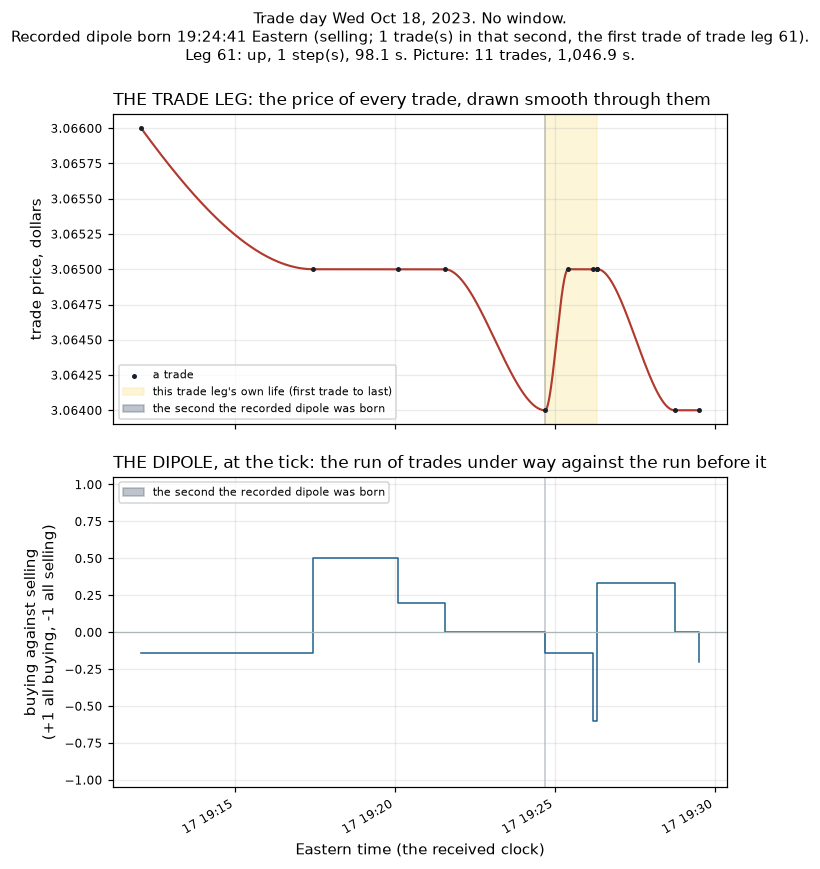 Trade day Wed Oct 18, 2023. No window.
Recorded dipole born 19:24:41 Eastern (selling; 1 trade(s) in that second, the first trade of trade leg 61).
Leg 61: up, 1 step(s), 98.1 s. Picture: 11 trades, 1,046.9 s.
THE TRADE LEG: the price of every trade, drawn smooth through them
trade price, dollars
3.06600
3.06575
3.06550
3.06525
3.06500
3.06475
3.06450
3.06425
3.06400
a trade
this trade leg's own life (first trade to last)
the second the recorded dipole was born
THE DIPOLE, at the tick: the run of trades under way against the run before it
buying against selling
(+1 all buying, -1 all selling)
1.00
0.75
0.50
0.25
0.00
−0.25
−0.50
−0.75
−1.00
the second the recorded dipole was born
17 19:15
17 19:20
17 19:25
17 19:30
Eastern time (the received clock)